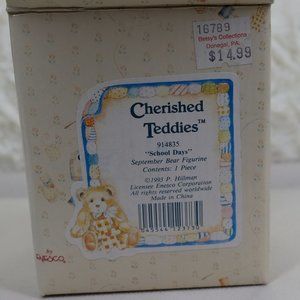 16789
Betsy's Collections
Donegal, PA.
$14.99
Cherished
Teddies™
914835
"School Days"
September Bear Figurine
Contents: 1 Piece
©1993 P. Hillman
Licensee Enesco Corporation
All rights reserved worldwide
Made in China
by
ENESCO